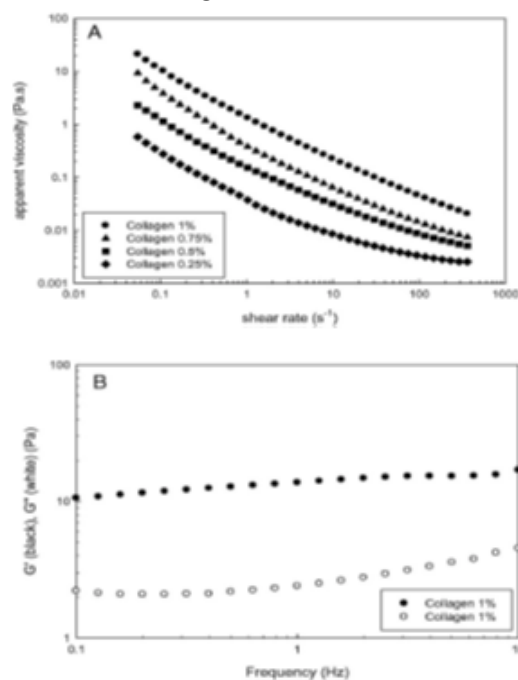 A
100
10
1
0.1
0.01
0.001
apparent viscosity (Pa.s)
Collagen 1%
Collagen 0.75%
Collagen 0.5%
Collagen 0.25%
0.01 0.1 1 10 100 1000
shear rate (s⁻¹)
B
100
10
1
G' (black), G" (white) (Pa)
Collagen 1%
Collagen 1%
0.1 1 10
Frequency (Hz)